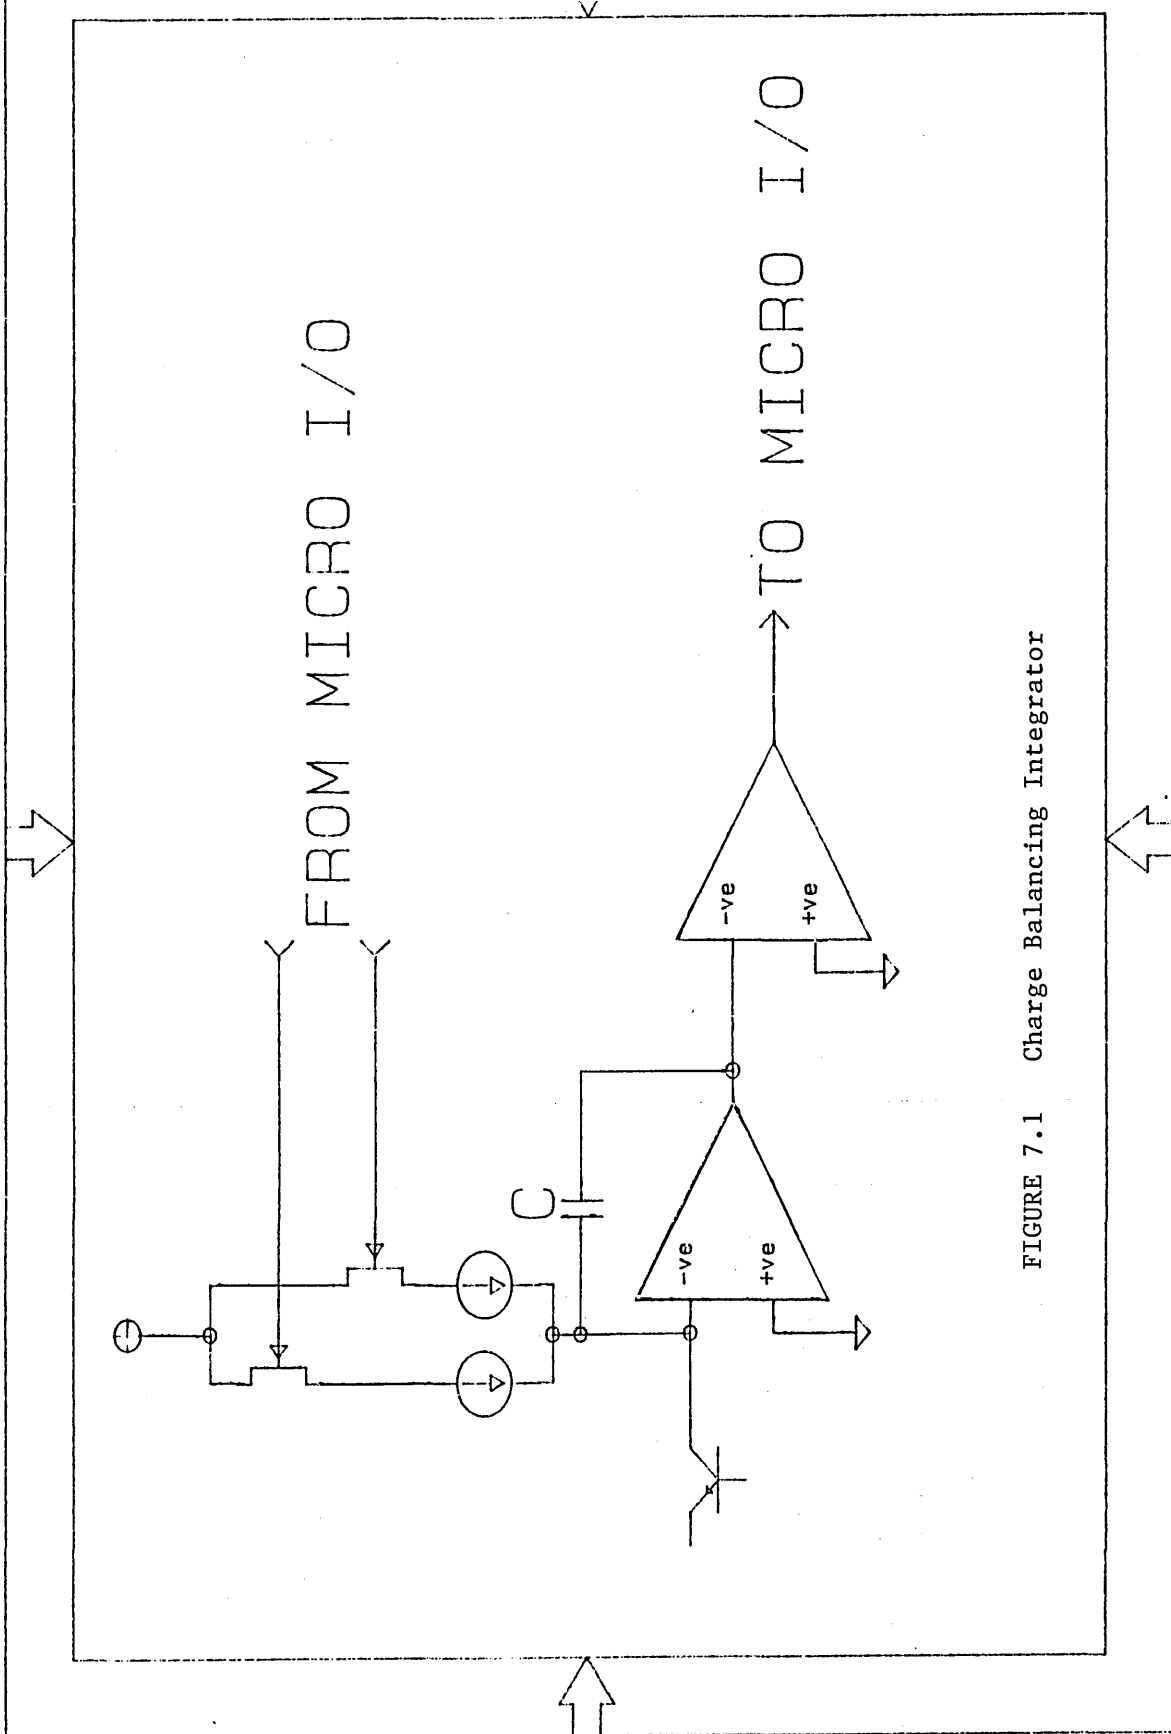 FROM MICRO I/O
C
-ve
+ve
-ve
+ve
TO MICRO I/O
FIGURE 7.1 Charge Balancing Integrator